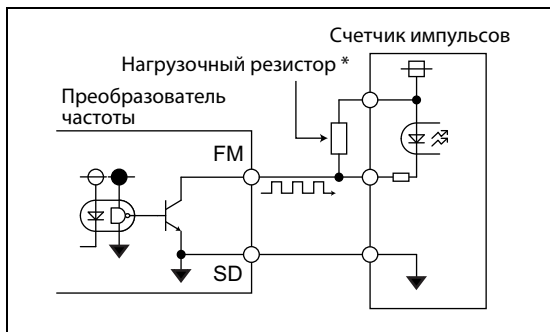 Счетчик импульсов
Нагрузочный резистор *
Преобразователь
частоты
FM
SD